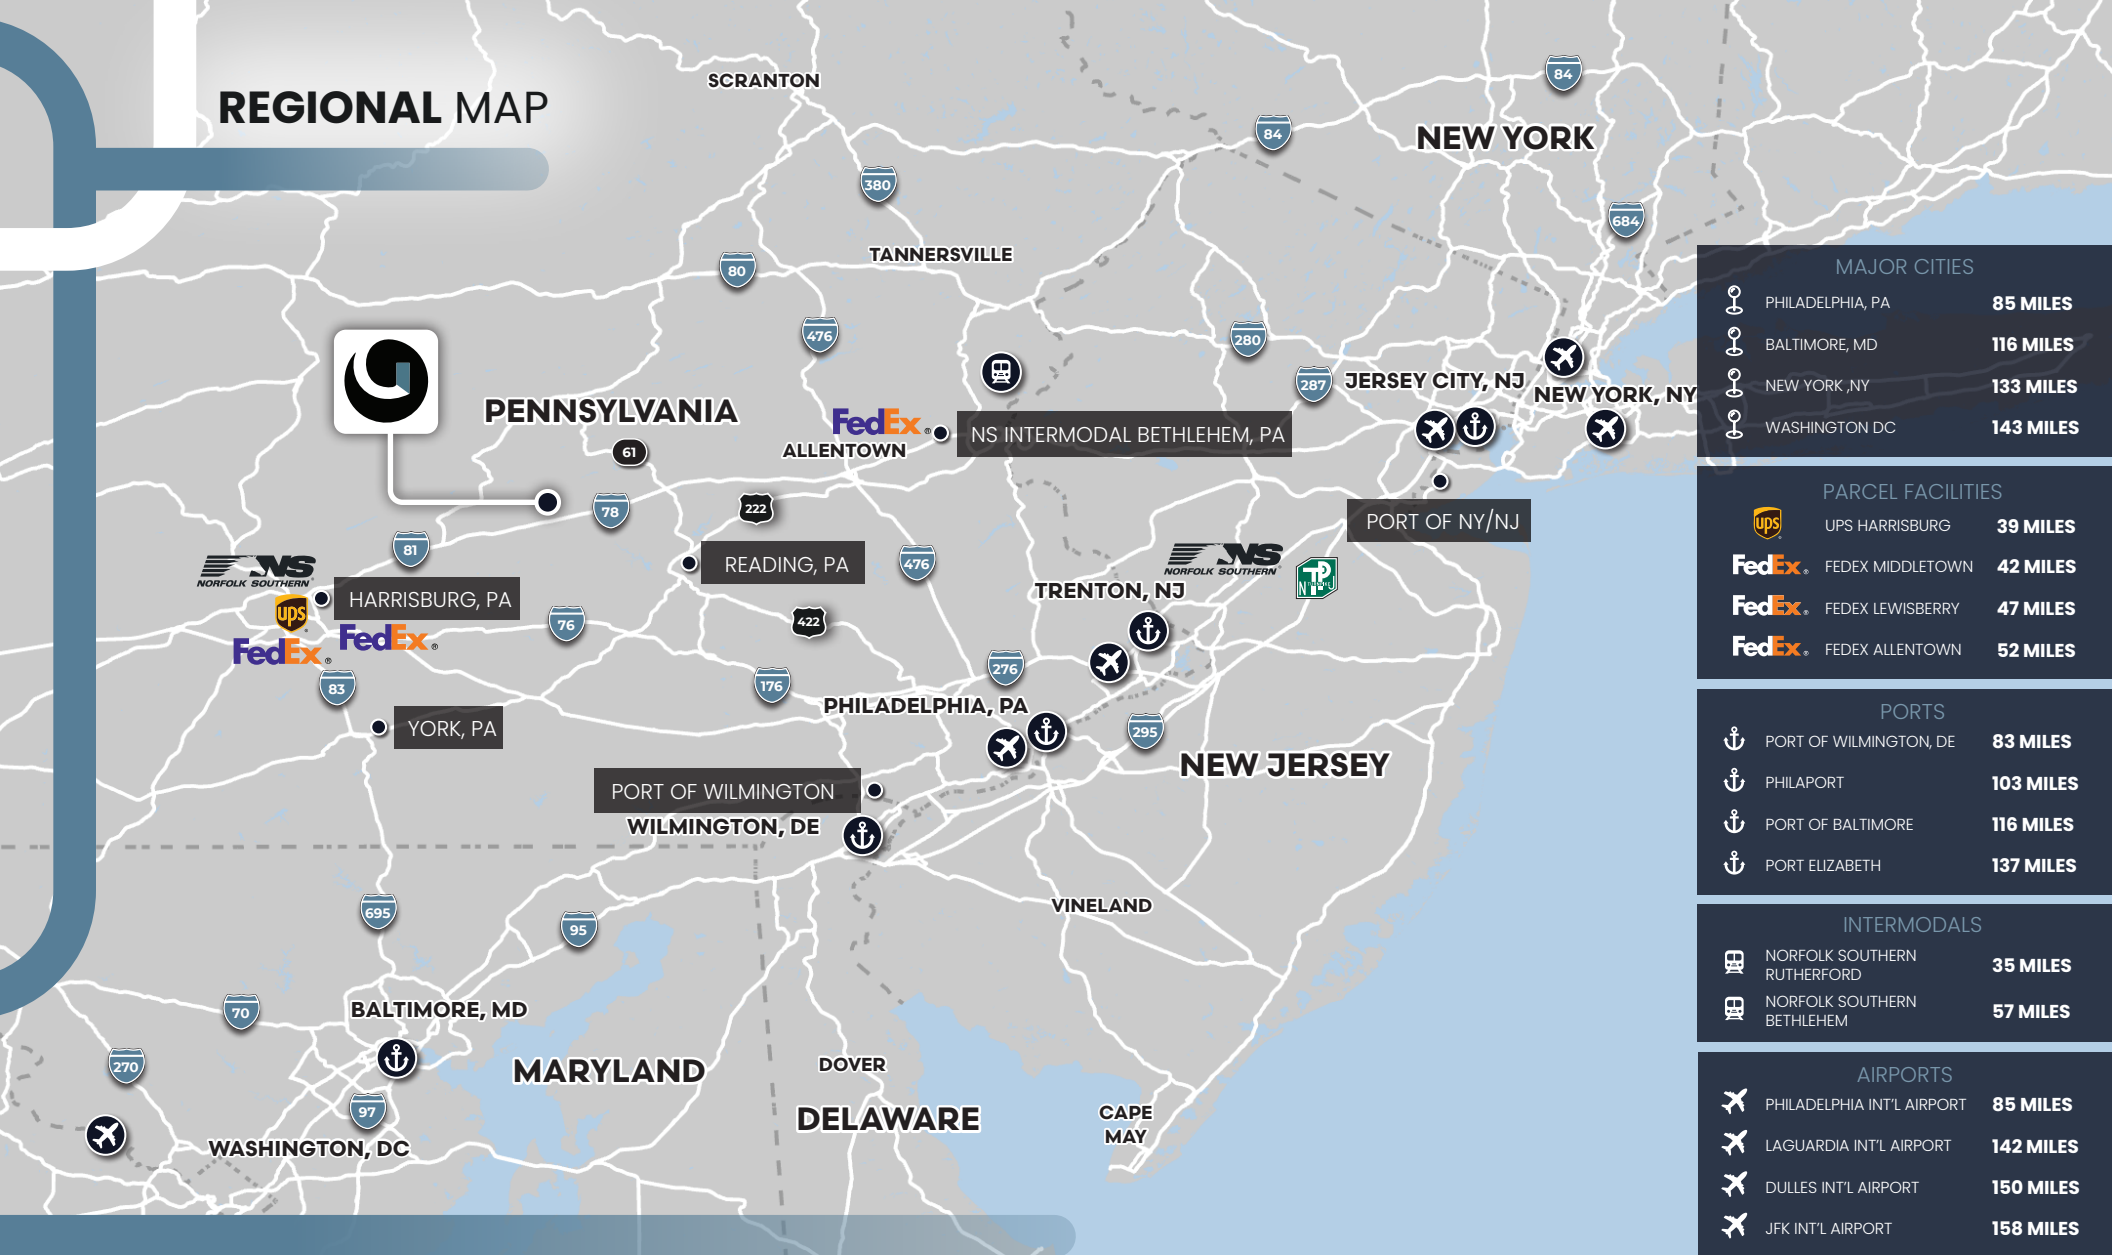 REGIONAL MAP
SCRANTON
84
84
NEW YORK
380
684
TANNERSVILLE
80
476
280
287
JERSEY CITY, NJ
NEW YORK, NY
PENNSYLVANIA
FedEx®
ALLENTOWN
NS INTERMODAL BETHLEHEM, PA
61
78
222
PORT OF NY/NJ
81
NS
NORFOLK SOUTHERN®
READING, PA
476
NS
NORFOLK SOUTHERN®
NTP
TRENTON, NJ
HARRISBURG, PA
ups
FedEx®
FedEx®
76
422
83
176
276
PHILADELPHIA, PA
YORK, PA
295
NEW JERSEY
PORT OF WILMINGTON
WILMINGTON, DE
695
95
VINELAND
70
BALTIMORE, MD
270
MARYLAND
DOVER
97
DELAWARE
CAPE
MAY
WASHINGTON, DC
MAJOR CITIES
PHILADELPHIA, PA 85 MILES
BALTIMORE, MD 116 MILES
NEW YORK ,NY 133 MILES
WASHINGTON DC 143 MILES
PARCEL FACILITIES
ups UPS HARRISBURG 39 MILES
FedEx® FEDEX MIDDLETOWN 42 MILES
FedEx® FEDEX LEWISBERRY 47 MILES
FedEx® FEDEX ALLENTOWN 52 MILES
PORTS
PORT OF WILMINGTON, DE 83 MILES
PHILAPORT 103 MILES
PORT OF BALTIMORE 116 MILES
PORT ELIZABETH 137 MILES
INTERMODALS
NORFOLK SOUTHERN
RUTHERFORD 35 MILES
NORFOLK SOUTHERN
BETHLEHEM 57 MILES
AIRPORTS
PHILADELPHIA INT'L AIRPORT 85 MILES
LAGUARDIA INT'L AIRPORT 142 MILES
DULLES INT'L AIRPORT 150 MILES
JFK INT'L AIRPORT 158 MILES